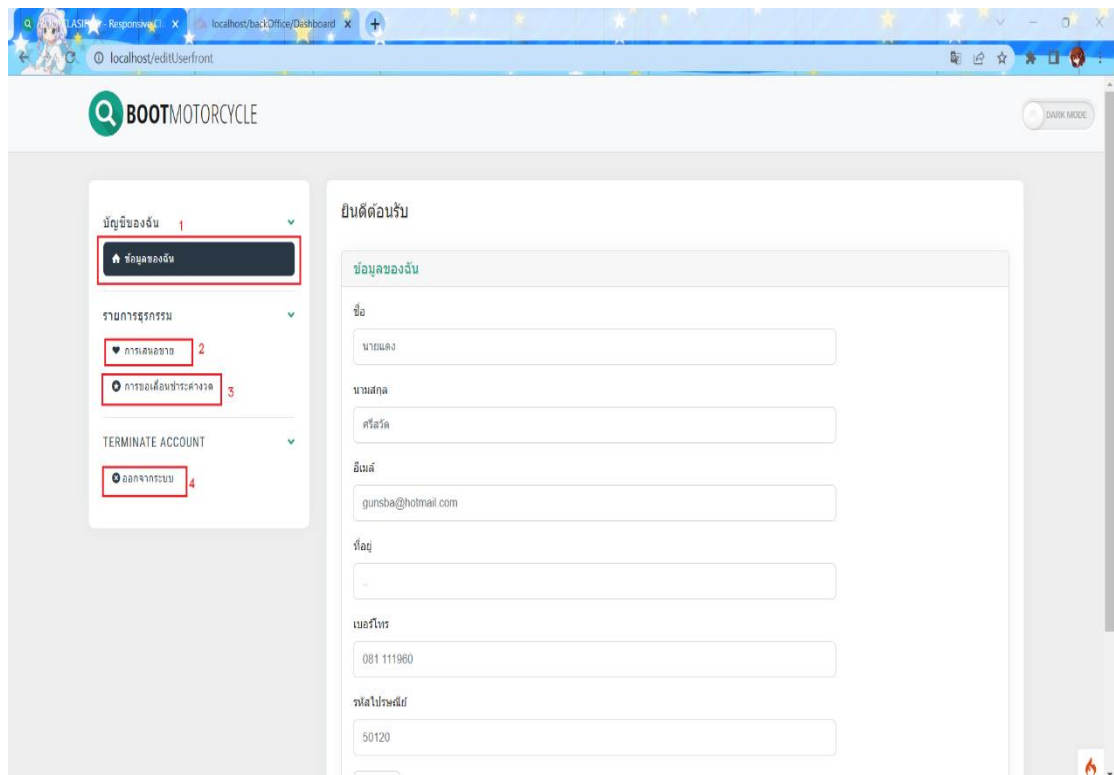 localhost/backOffice/Dashboard
localhost/editUserfront
BOOTMOTORCYCLE
DARK MODE
บัญชีของฉัน 1
ข้อมูลของฉัน
รายการธุรกรรม
การเสนอขาย 2
การขอเลื่อนชำระค่างวด 3
TERMINATE ACCOUNT
ออกจากระบบ 4
ยินดีต้อนรับ
ข้อมูลของฉัน
ชื่อ
นายแดง
นามสกุล
ศรีสวัด
อีเมล์
gunsba@hotmail.com
ที่อยู่
..
เบอร์โทร
081 111960
รหัสไปรษณีย์
50120